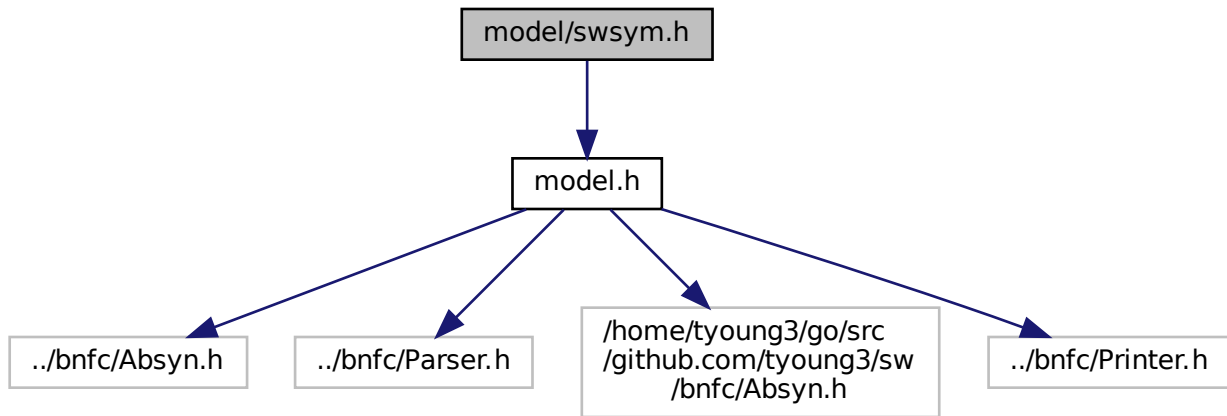 model/swsym.h
model.h
../bnfc/Absyn.h
../bnfc/Parser.h
/home/tyoung3/go/src
/github.com/tyoung3/sw
/bnfc/Absyn.h
../bnfc/Printer.h